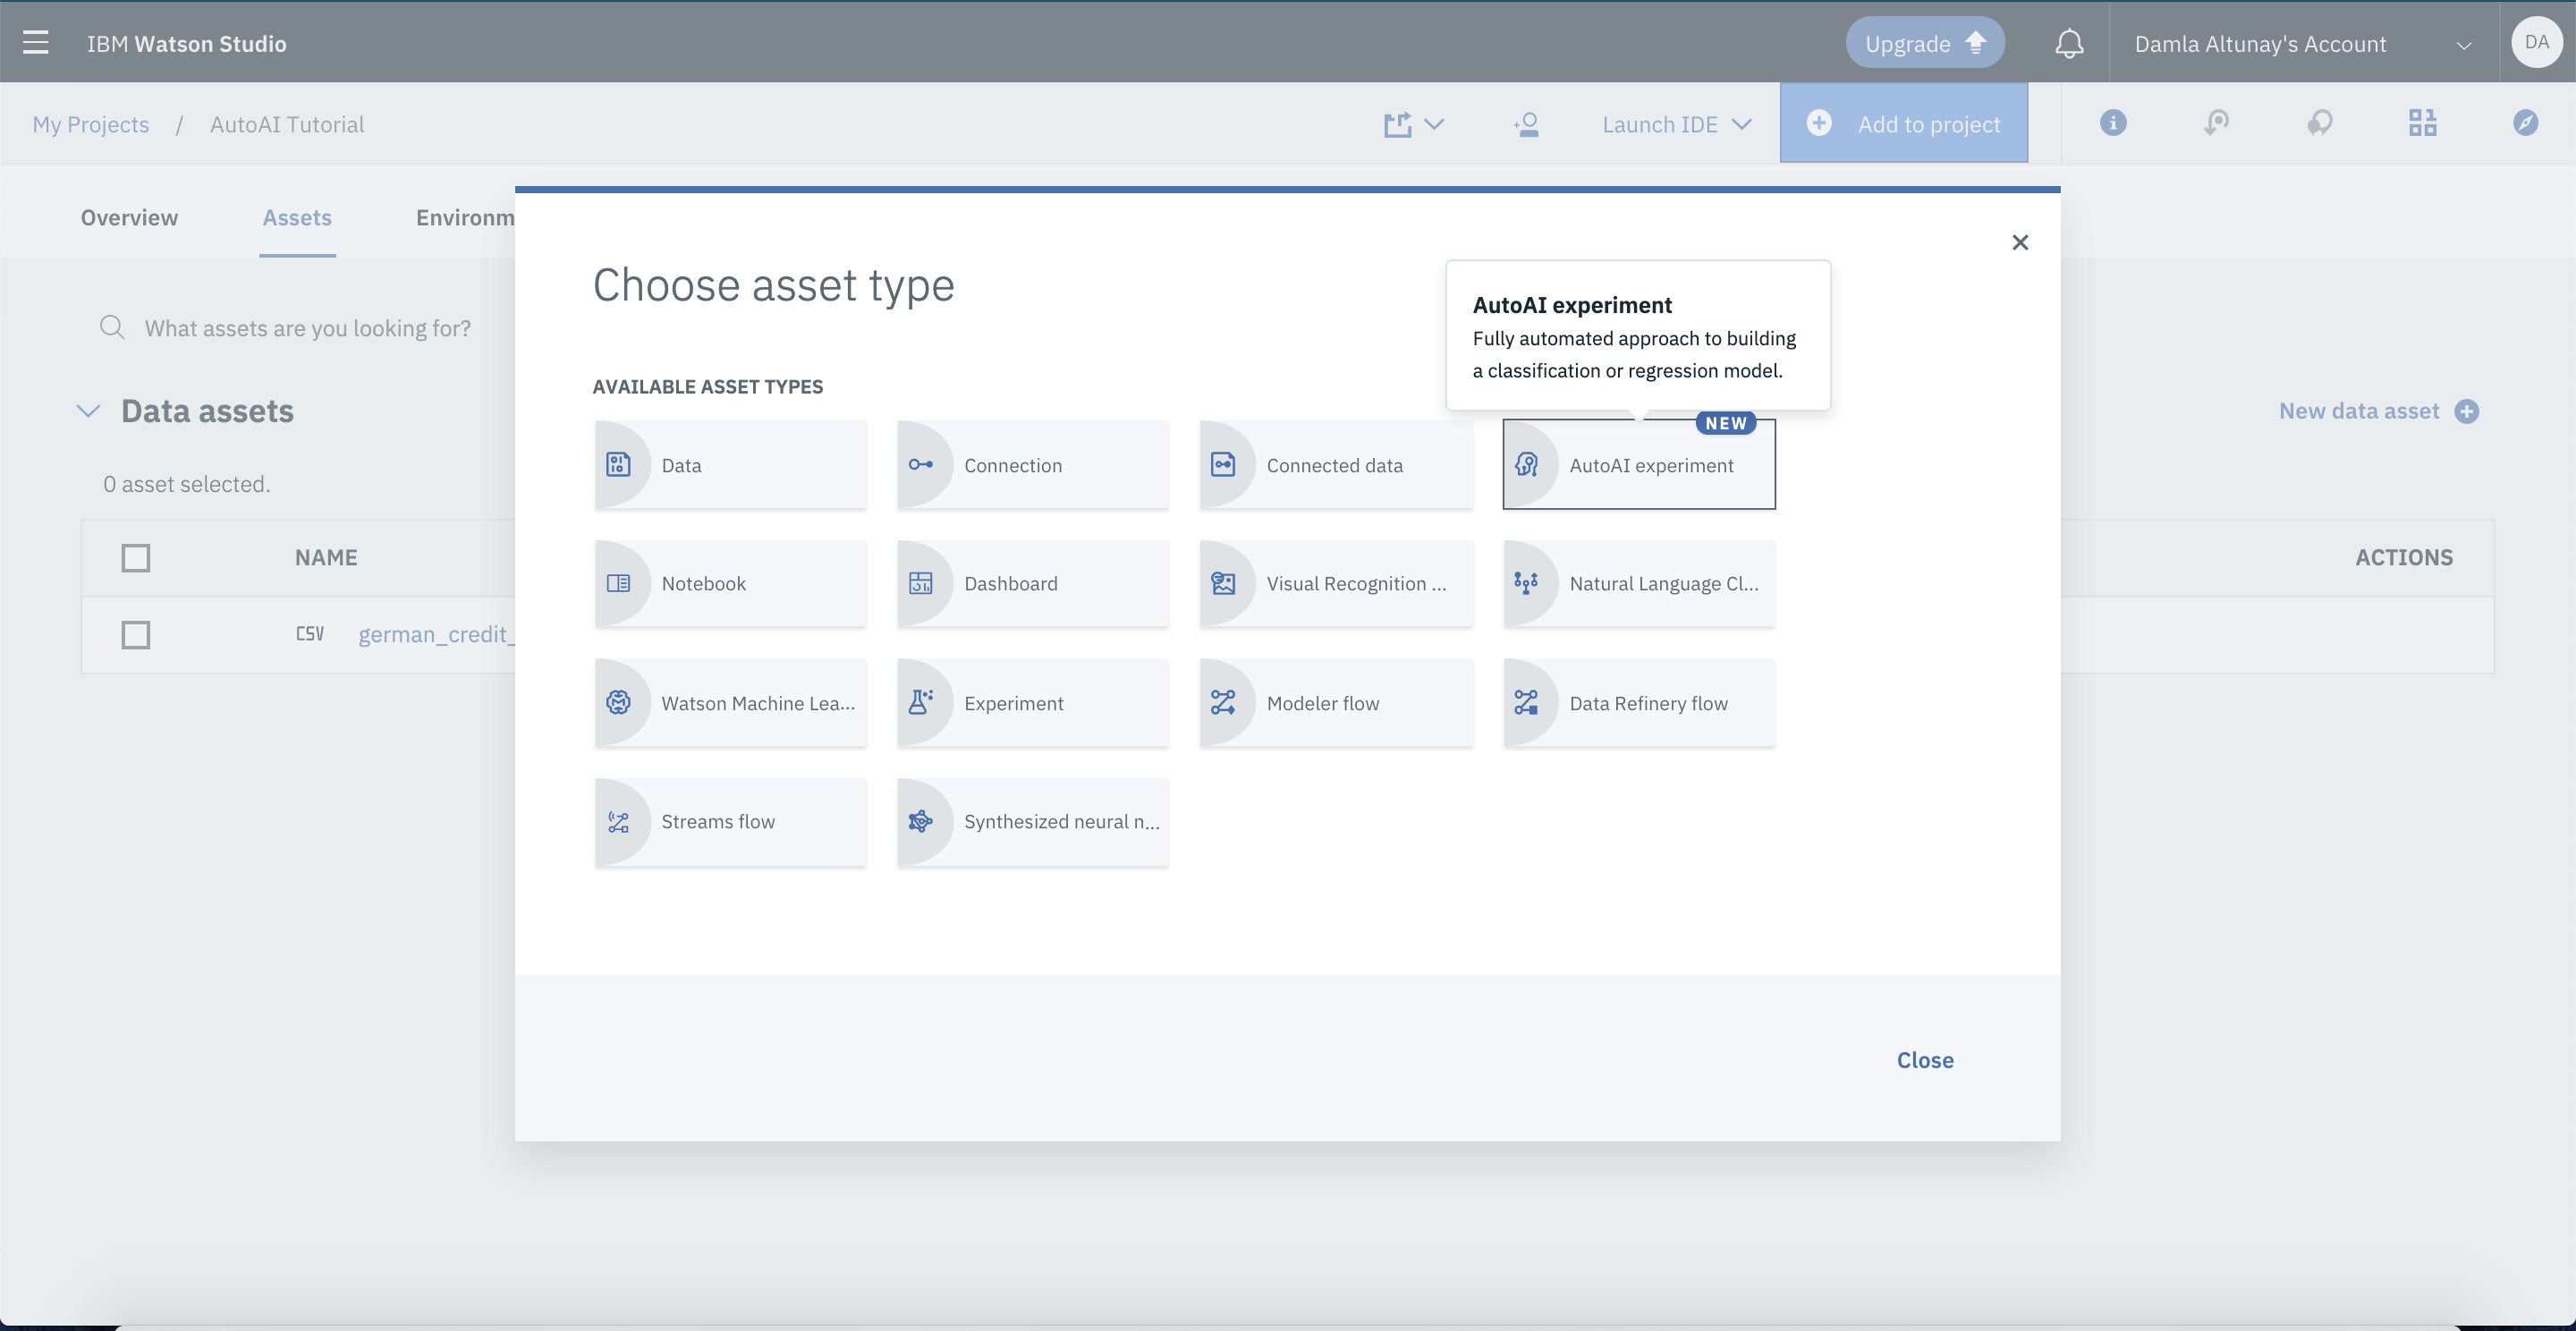 IBM Watson Studio
Upgrade
Damla Altunay's Account
DA
My Projects / AutoAI Tutorial
Launch IDE
Add to project
Overview
Assets
Environm
Choose asset type
AutoAI experiment
Fully automated approach to building
a classification or regression model.
What assets are you looking for?
AVAILABLE ASSET TYPES
Data assets
New data asset
NEW
Data
Connection
Connected data
AutoAI experiment
0 asset selected.
NAME
ACTIONS
Notebook
Dashboard
Visual Recognition ...
Natural Language Cl...
CSV
german_credit_
Watson Machine Lea...
Experiment
Modeler flow
Data Refinery flow
Streams flow
Synthesized neural n...
Close